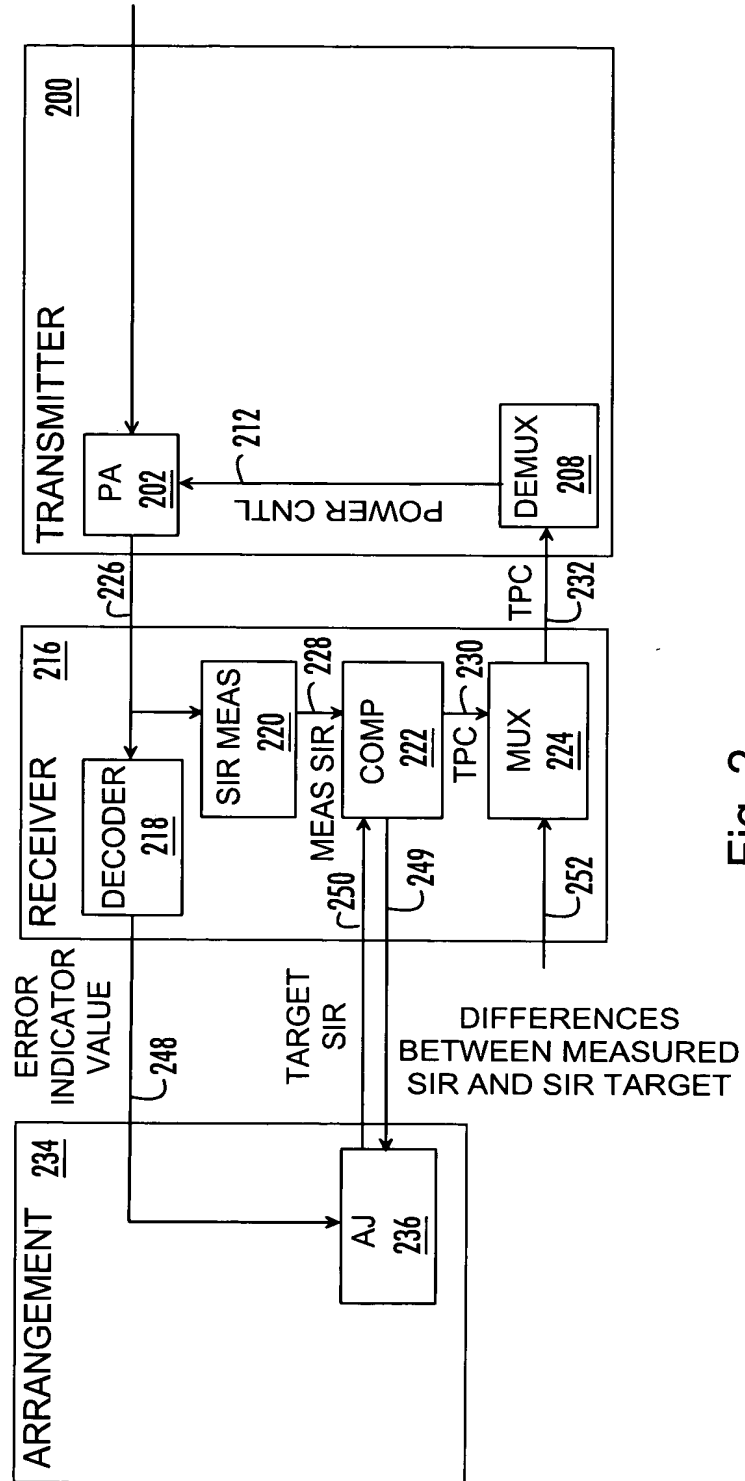 ARRANGEMENT
234
AJ
236
ERROR
INDICATOR
VALUE
248
TARGET
SIR
250
249
DIFFERENCES
BETWEEN MEASURED
SIR AND SIR TARGET
RECEIVER
216
DECODER
218
SIR MEAS
220
MEAS SIR
228
COMP
222
TPC
230
MUX
224
252
226
TPC
232
TRANSMITTER
200
PA
202
POWER CNTL
212
DEMUX
208
Fig. 2